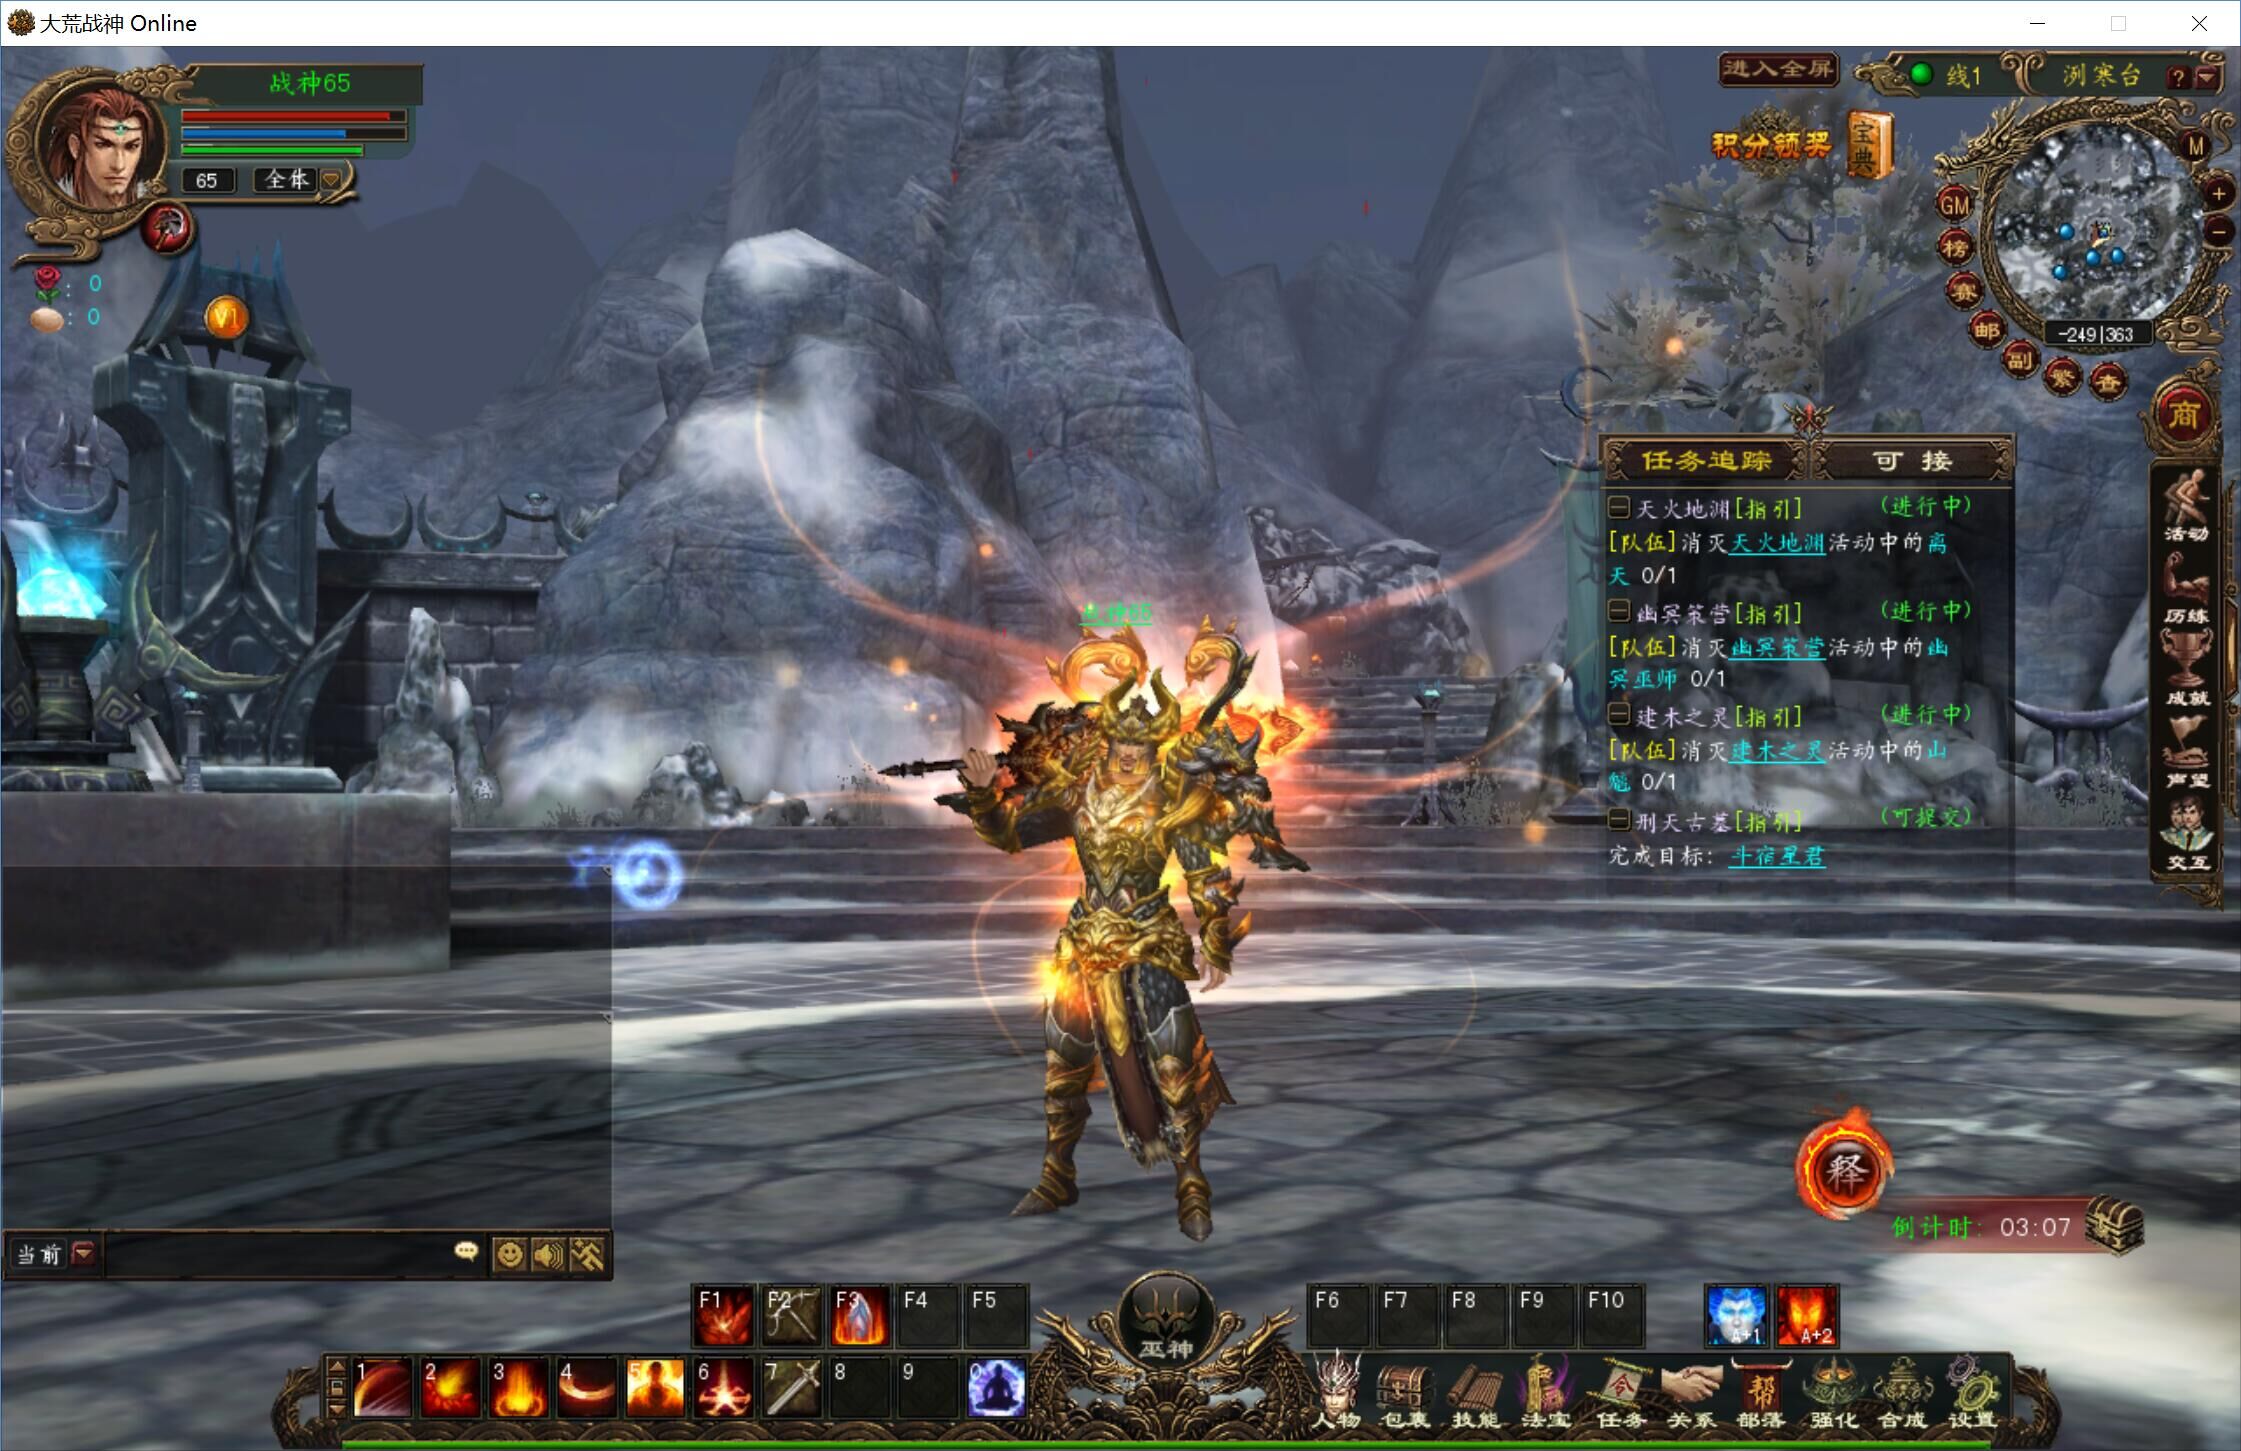 大荒战神 Online
战神65
65
全体
: 0
: 0
V1
进入全屏
线1
洌寒台
?
积分领奖
宝典
M
+
-
GM
榜
赛
邮
副
繁
查
-249|363
商
任务追踪
可 接
天火地渊[指引] (进行中)
[队伍]消灭天火地渊活动中的离
天 0/1
幽冥策营[指引] (进行中)
[队伍]消灭幽冥策营活动中的幽
冥巫师 0/1
建木之灵[指引] (进行中)
[队伍]消灭建木之灵活动中的山
魈 0/1
刑天古墓[指引] (可提交)
完成目标: 斗宿星君
活动
历练
成就
声望
交互
战神65
释
倒计时: 03:07
当前
F1
F2
F3
F4
F5
巫神
F6
F7
F8
F9
F10
A+1
A+2
1
2
3
4
5
6
7
8
9
0
人物
包裹
技能
法宝
任务
关系
部落
强化
合成
设置
令
帮